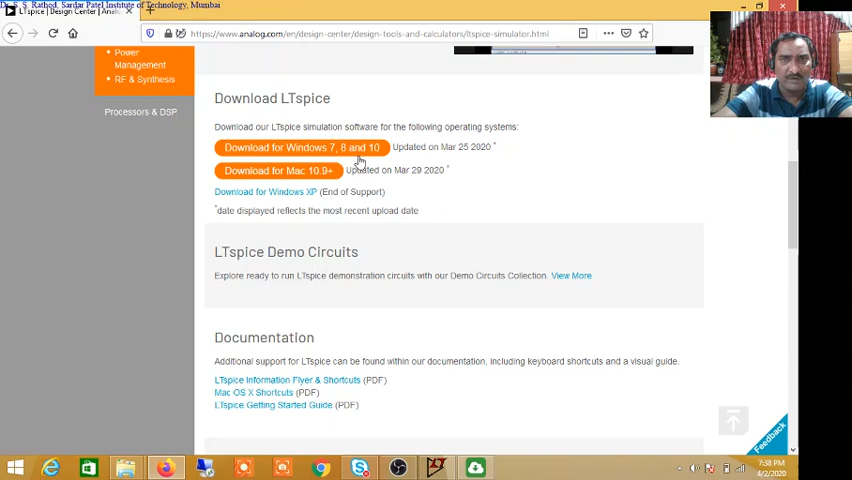 Dr. S. S. Rathod, Sardar Patel Institute of Technology, Mumbai
LTspice | Design Center | Analog
https://www.analog.com/en/design-center/design-tools-and-calculators/ltspice-simulator.html
Power
Management
RF & Synthesis
Processors & DSP
Download LTspice
Download our LTspice simulation software for the following operating systems:
Download for Windows 7, 8 and 10 Updated on Mar 25 2020 *
Download for Mac 10.9+ Updated on Mar 29 2020 *
Download for Windows XP (End of Support)
*date displayed reflects the most recent upload date
LTspice Demo Circuits
Explore ready to run LTspice demonstration circuits with our Demo Circuits Collection. View More
Documentation
Additional support for LTspice can be found within our documentation, including keyboard shortcuts and a visual guide.
LTspice Information Flyer & Shortcuts (PDF)
Mac OS X Shortcuts (PDF)
LTspice Getting Started Guide (PDF)
Feedback
7:38 PM
4/2/2020